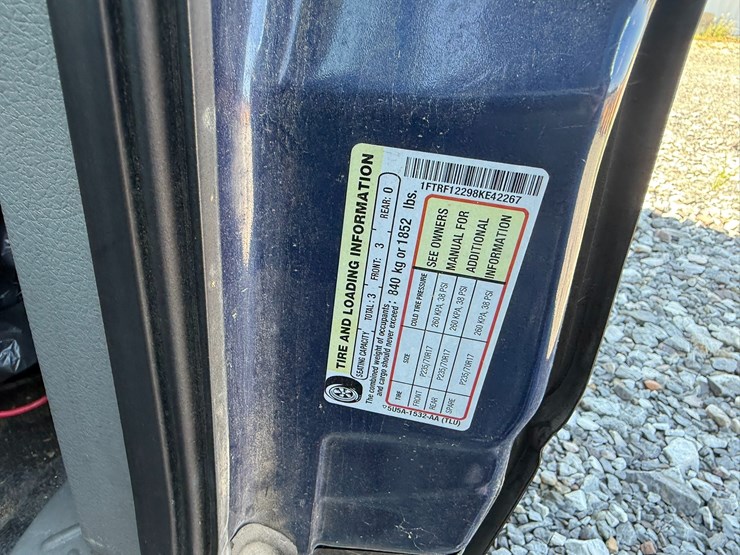 TIRE AND LOADING INFORMATION
SEATING CAPACITY TOTAL: 3 FRONT: 3 REAR: 0
The combined weight of occupants and cargo should never exceed: 840 kg or 1852 lbs.
TIRE SIZE COLD TIRE PRESSURE
FRONT P235/70R17 260 KPA, 38 PSI
REAR P235/70R17 260 KPA, 38 PSI
SPARE P235/70R17 260 KPA, 38 PSI
SEE OWNERS
MANUAL FOR
ADDITIONAL
INFORMATION
1FTRF12298KE42267
5U5A-1532-AA (TLU)